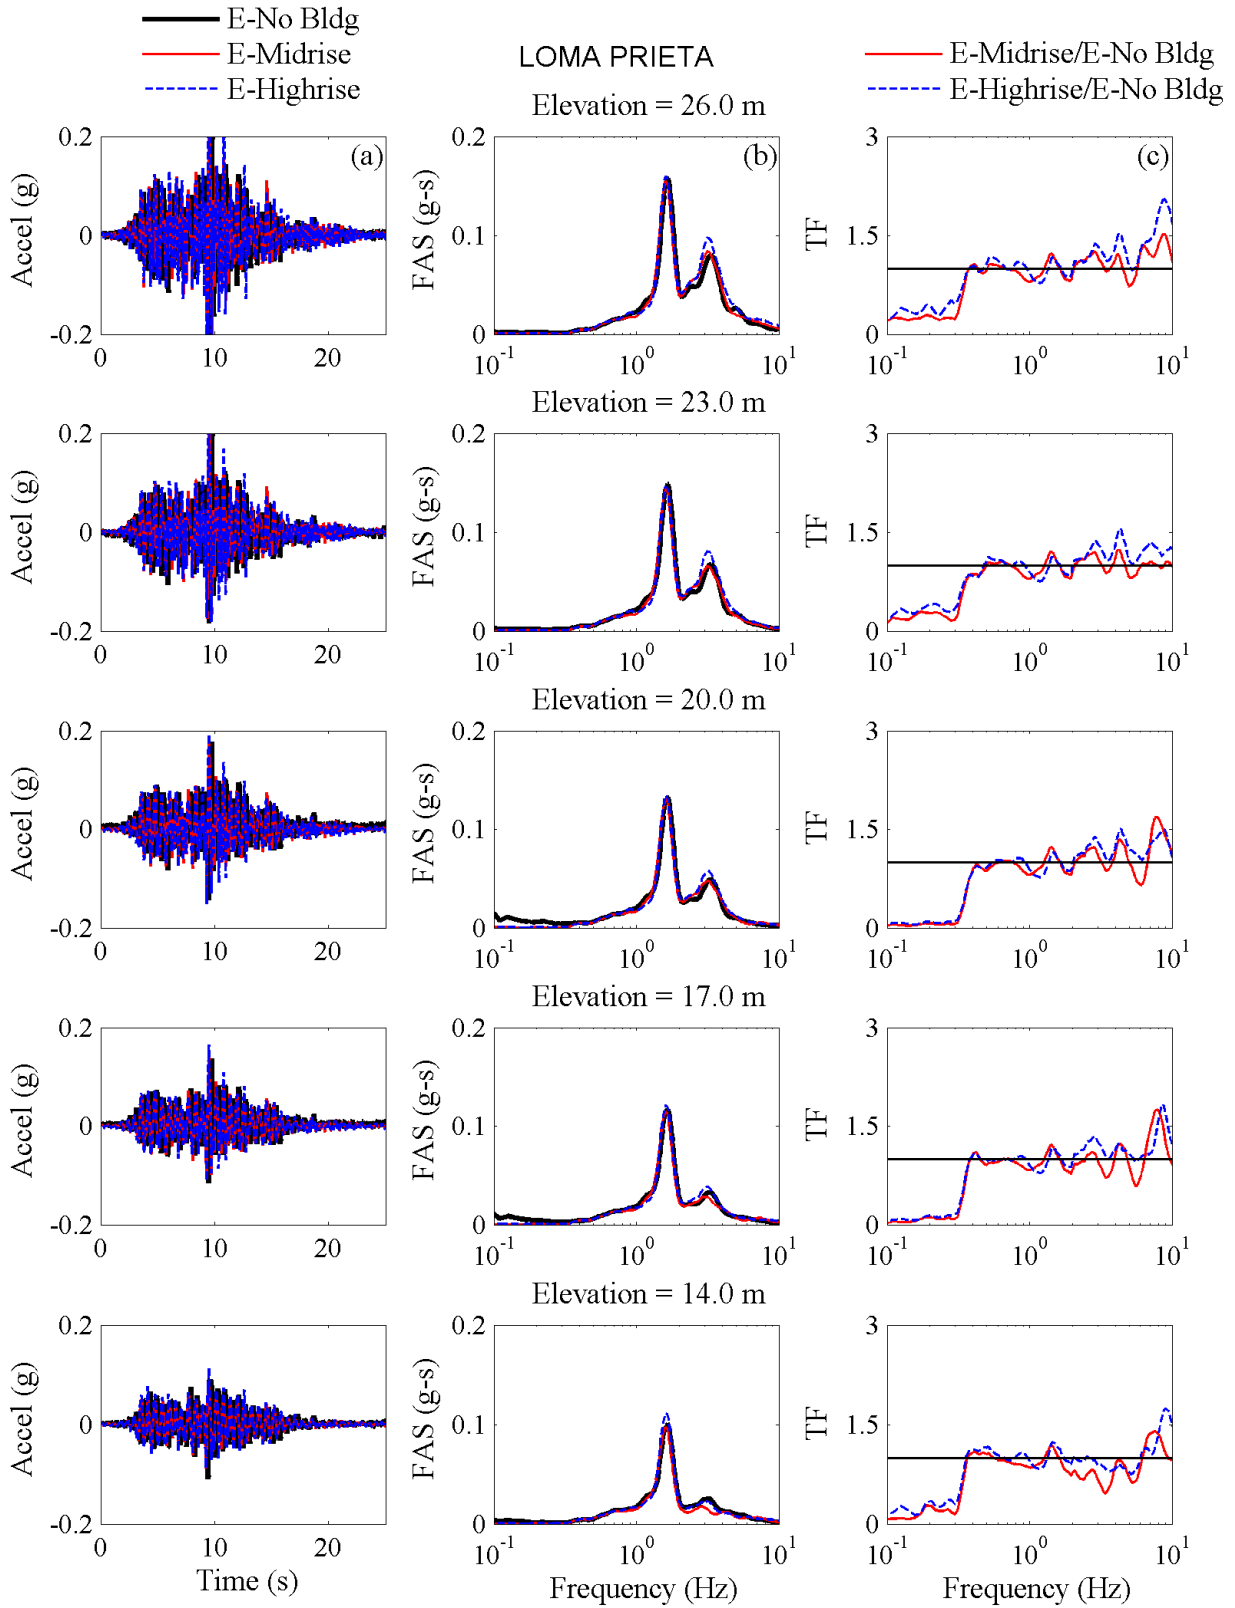 E-No Bldg
E-Midrise
E-Highrise
LOMA PRIETA
E-Midrise/E-No Bldg
E-Highrise/E-No Bldg
Elevation = 26.0 m
(a)
(b)
(c)
Accel (g)
0.2
0
-0.2
0 10 20
FAS (g-s)
0.2
0.1
0
10-1 100 101
TF
3
1.5
0
10-1 100 101
Elevation = 23.0 m
Accel (g)
0.2
0
-0.2
0 10 20
FAS (g-s)
0.2
0.1
0
10-1 100 101
TF
3
1.5
0
10-1 100 101
Elevation = 20.0 m
Accel (g)
0.2
0
-0.2
0 10 20
FAS (g-s)
0.2
0.1
0
10-1 100 101
TF
3
1.5
0
10-1 100 101
Elevation = 17.0 m
Accel (g)
0.2
0
-0.2
0 10 20
FAS (g-s)
0.2
0.1
0
10-1 100 101
TF
3
1.5
0
10-1 100 101
Elevation = 14.0 m
Accel (g)
0.2
0
-0.2
0 10 20
Time (s)
FAS (g-s)
0.2
0.1
0
10-1 100 101
Frequency (Hz)
TF
3
1.5
0
10-1 100 101
Frequency (Hz)